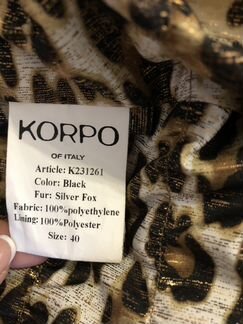 KORPO
OF ITALY
Article: K231261
Color: Black
Fur: Silver Fox
Fabric: 100%polyethylene
Lining: 100%Polyester
Size: 40